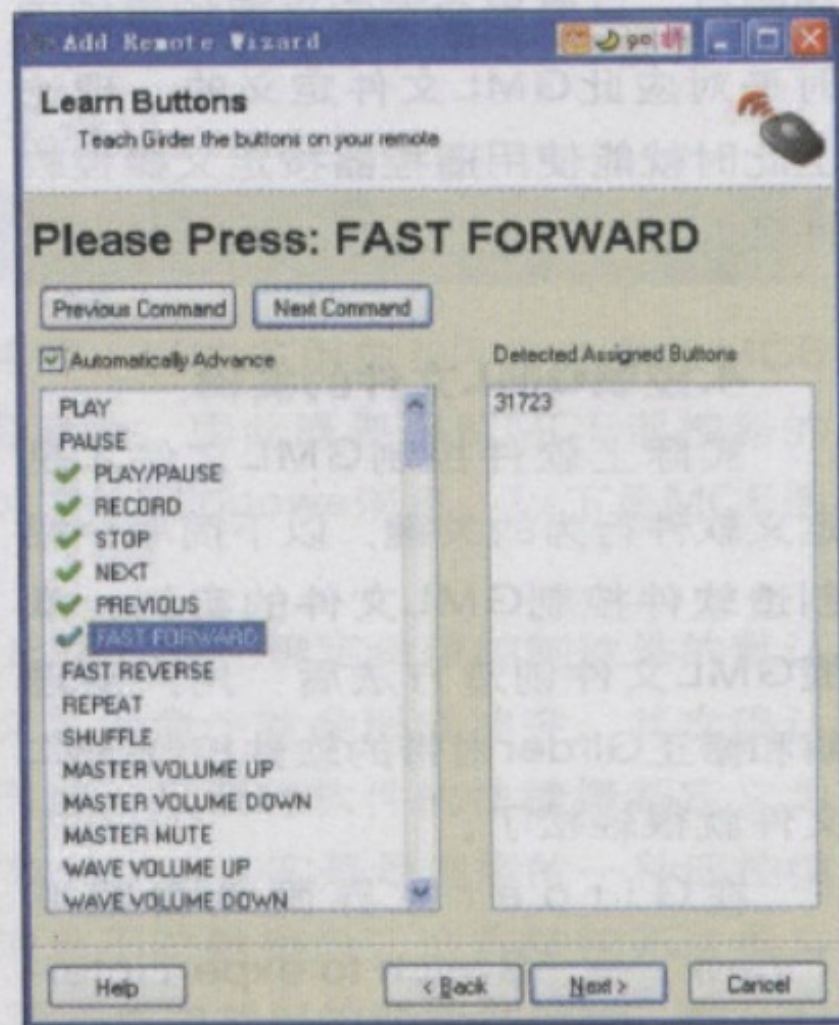 Add Remote Wizard
Learn Buttons
Teach Girder the buttons on your remote
Please Press: FAST FORWARD
Previous Command Next Command
Automatically Advance
Detected Assigned Buttons
PLAY
31723
PAUSE
PLAY/PAUSE
RECORD
STOP
NEXT
PREVIOUS
FAST FORWARD
FAST REVERSE
REPEAT
SHUFFLE
MASTER VOLUME UP
MASTER VOLUME DOWN
MASTER MUTE
WAVE VOLUME UP
WAVE VOLUME DOWN
Help < Back Next > Cancel